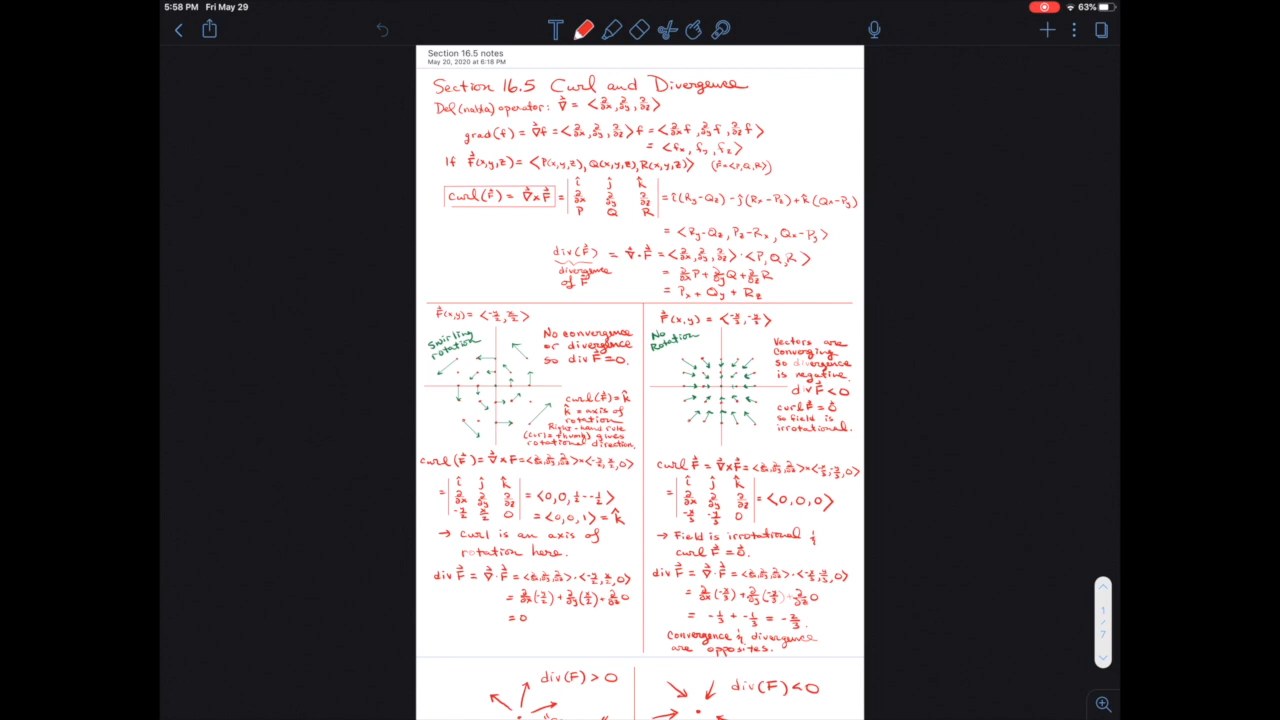 5:58 PM Fri May 29
63%
Section 16.5 notes
May 20, 2020 at 6:18 PM
Section 16.5 Curl and Divergence
Del (nabla) operator: ∇⃗ = <∂/∂x, ∂/∂y, ∂/∂z>
grad(f) = ∇⃗f = <∂/∂x, ∂/∂y, ∂/∂z> f = <∂/∂x f, ∂/∂y f, ∂/∂z f>
= <fx, fy, fz>
If F⃗(x,y,z) = <P(x,y,z), Q(x,y,z), R(x,y,z)> (F⃗ = <P,Q,R>)
curl(F⃗) = ∇⃗ x F⃗ = | î ĵ k̂ |
| ∂/∂x ∂/∂y ∂/∂z | = î(Ry-Qz) - ĵ(Rx-Pz) + k̂(Qx-Py)
| P Q R |
= <Ry-Qz, Pz-Rx, Qx-Py>
div(F⃗) = ∇⃗ · F⃗ = <∂/∂x, ∂/∂y, ∂/∂z> · <P, Q, R>
divergence
of F⃗
= ∂/∂x P + ∂/∂y Q + ∂/∂z R
= Px + Qy + Rz
F⃗(x,y) = <-y/2, x/2>
Swirling
rotation
No convergence
or divergence
so div F⃗ = 0.
curl(F⃗) = k̂
k̂ = axis of
rotation
Right-hand rule
(curl = thumb) gives
rotational direction.
curl(F⃗) = ∇⃗ x F = <∂/∂x, ∂/∂y, ∂/∂z> x <-y/2, x/2, 0>
= | î ĵ k̂ |
| ∂/∂x ∂/∂y ∂/∂z | = <0, 0, 1/2 - -1/2>
| -y/2 x/2 0 | = <0, 0, 1> = k̂
→ Curl is an axis of
rotation here.
div F⃗ = ∇⃗ · F⃗ = <∂/∂x, ∂/∂y, ∂/∂z> · <-y/2, x/2, 0>
= ∂/∂x(-y/2) + ∂/∂y(x/2) + ∂/∂z 0
= 0
F⃗(x,y) = <-x/3, -y/3>
No
Rotation
Vectors are
Converging
so divergence
is negative.
div F⃗ < 0
curl F⃗ = 0⃗
so field is
irrotational.
curl F⃗ = ∇⃗ x F⃗ = <∂/∂x, ∂/∂y, ∂/∂z> x <-x/3, -y/3, 0>
= | î ĵ k̂ |
| ∂/∂x ∂/∂y ∂/∂z | = <0, 0, 0>
| -x/3 -y/3 0 |
→ Field is irrotational &
curl F⃗ = 0⃗.
div F⃗ = ∇⃗ · F⃗ = <∂/∂x, ∂/∂y, ∂/∂z> · <-x/3, -y/3, 0>
= ∂/∂x(-x/3) + ∂/∂y(-y/3) + ∂/∂z 0
= -1/3 + -1/3 = -2/3.
Convergence & divergence
are opposites.
div(F) > 0
div(F) < 0
1
/
7